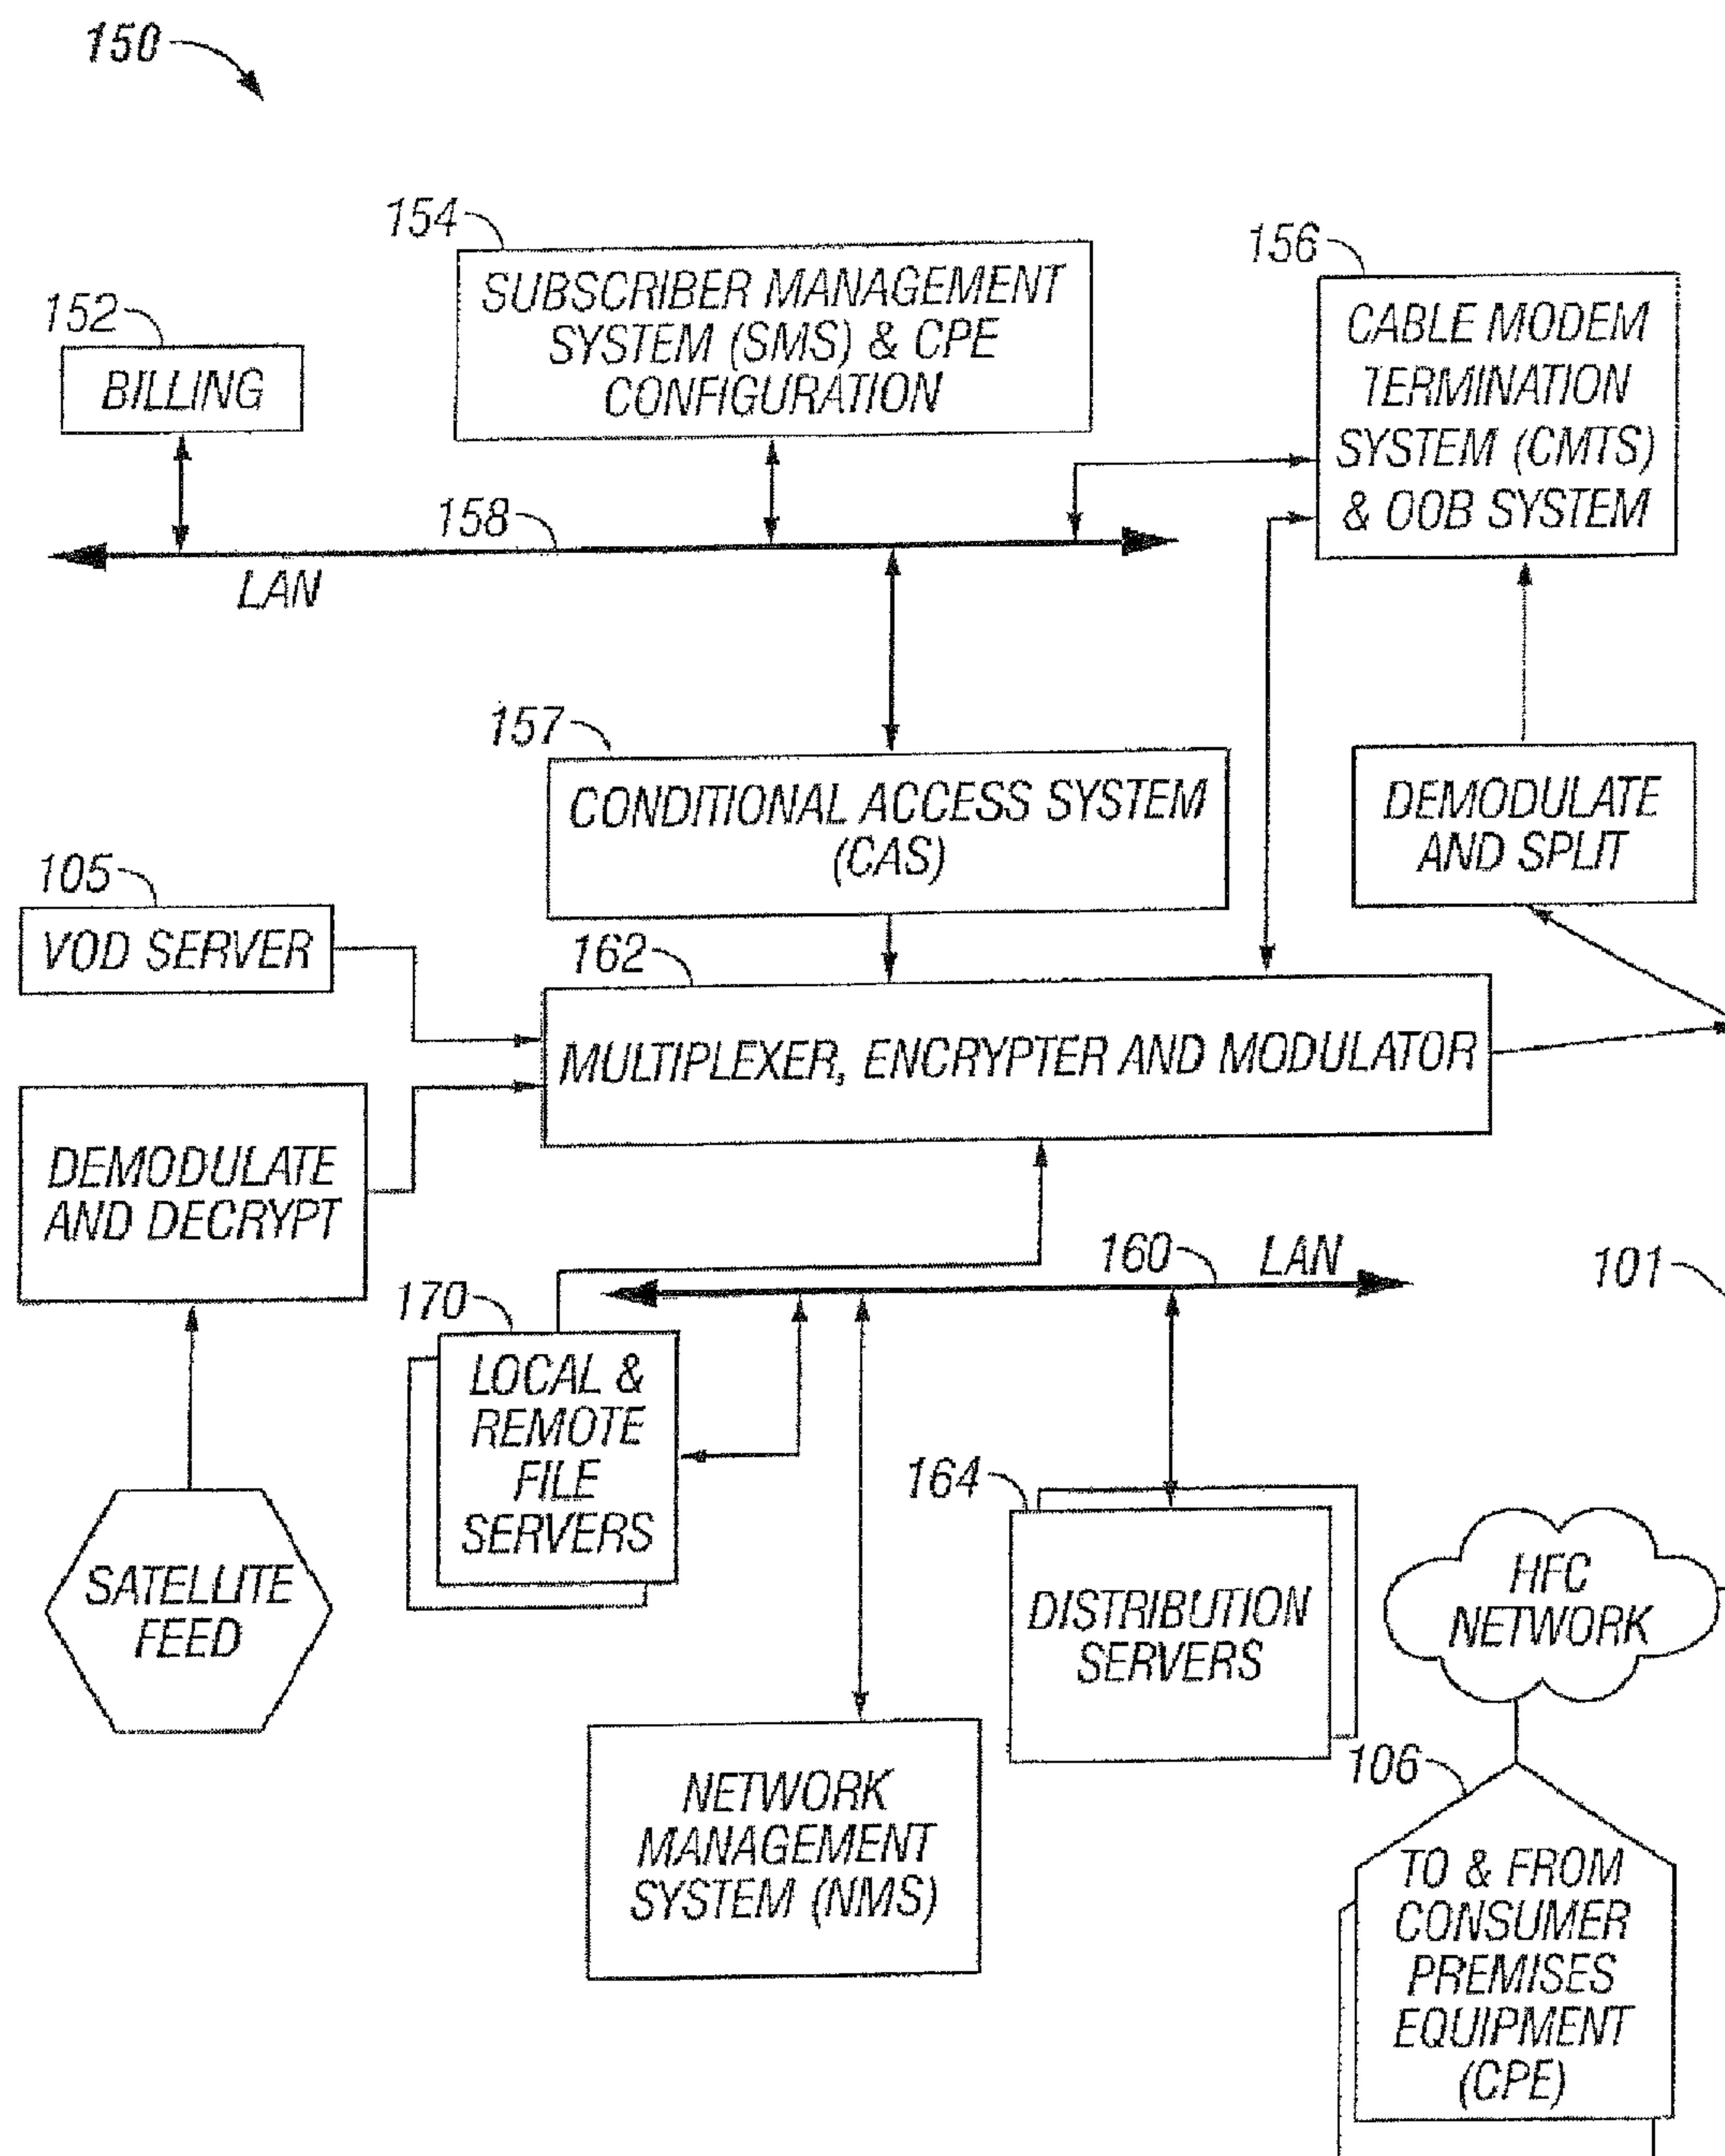 150
154
SUBSCRIBER MANAGEMENT
SYSTEM (SMS) & CPE
CONFIGURATION
156
CABLE MODEM
TERMINATION
SYSTEM (CMTS)
& OOB SYSTEM
152
BILLING
158
LAN
157
CONDITIONAL ACCESS SYSTEM
(CAS)
DEMODULATE
AND SPLIT
105
VOD SERVER
162
MULTIPLEXER, ENCRYPTER AND MODULATOR
DEMODULATE
AND DECRYPT
160
LAN
101
170
LOCAL &
REMOTE
FILE
SERVERS
164
DISTRIBUTION
SERVERS
SATELLITE
FEED
HFC
NETWORK
NETWORK
MANAGEMENT
SYSTEM (NMS)
106
TO & FROM
CONSUMER
PREMISES
EQUIPMENT
(CPE)